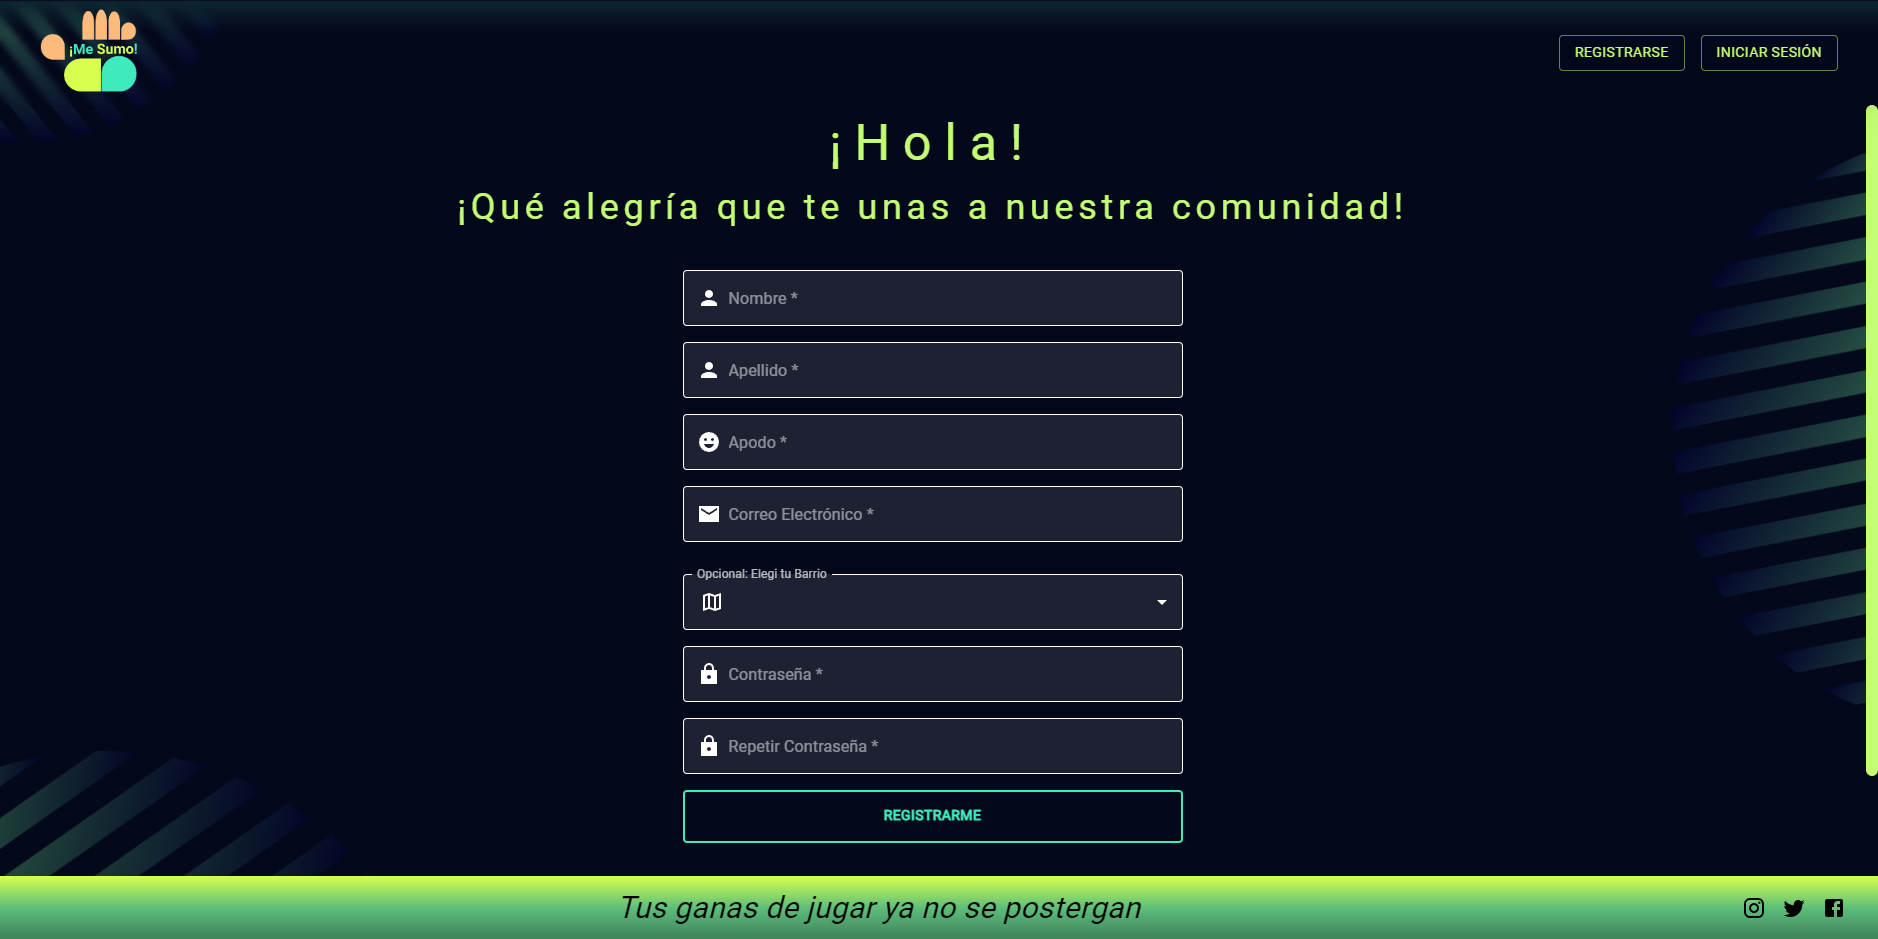 ¡Me Sumo!
REGISTRARSE
INICIAR SESIÓN
¡Hola!
¡Qué alegría que te unas a nuestra comunidad!
Nombre *
Apellido *
Apodo *
Correo Electrónico *
Opcional: Elegi tu Barrio
Contraseña *
Repetir Contraseña *
REGISTRARME
Tus ganas de jugar ya no se postergan